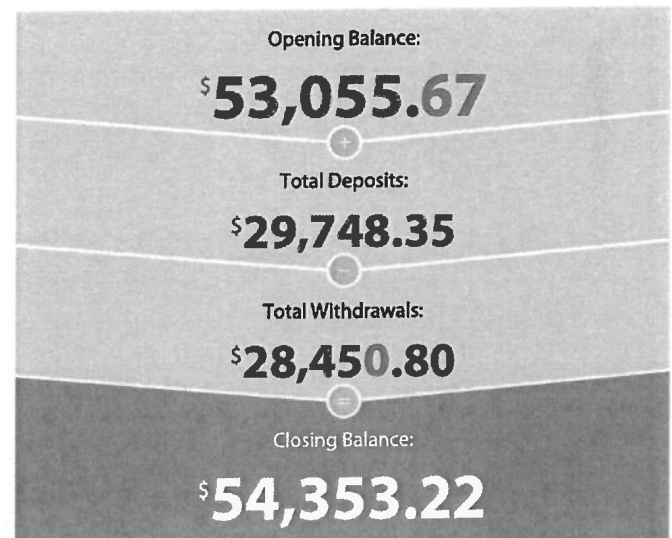 Opening Balance:
$53,055.67
+
Total Deposits:
$29,748.35
−
Total Withdrawals:
$28,450.80
=
Closing Balance:
$54,353.22